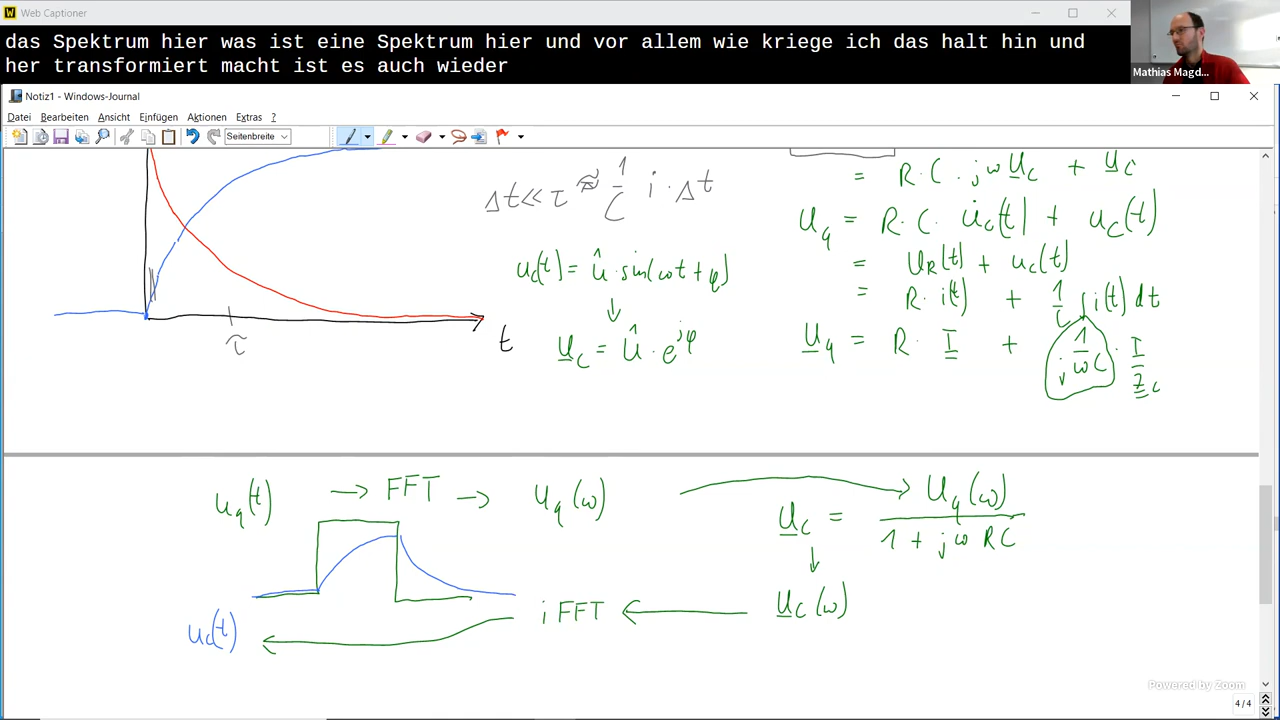 Web Captioner
das Spektrum hier was ist eine Spektrum hier und vor allem wie kriege ich das halt hin und
her transformiert macht ist es auch wieder
Mathias Magd...
Notiz1 - Windows-Journal
Datei Bearbeiten Ansicht Einfügen Aktionen Extras ?
Seitenbreite
= R · C · jω U_C + U_C
Δt << τ ≈ 1/C i · Δt
U_q = R · C · u̇_C(t) + u_C(t)
u_C(t) = û · sin(ωt + φ)
= u_R(t) + u_C(t)
= R · i(t) + 1/C ∫ i(t) dt
↓
U_C = Û · e^jφ
U_q = R · I + 1/jωC · I
Z_C
τ
t
u_q(t) → FFT → U_q(ω)
U_C = U_q(ω) / 1 + jω RC
↓
U_C(ω)
i FFT
u_C(t)
Powered by Zoom
4 / 4